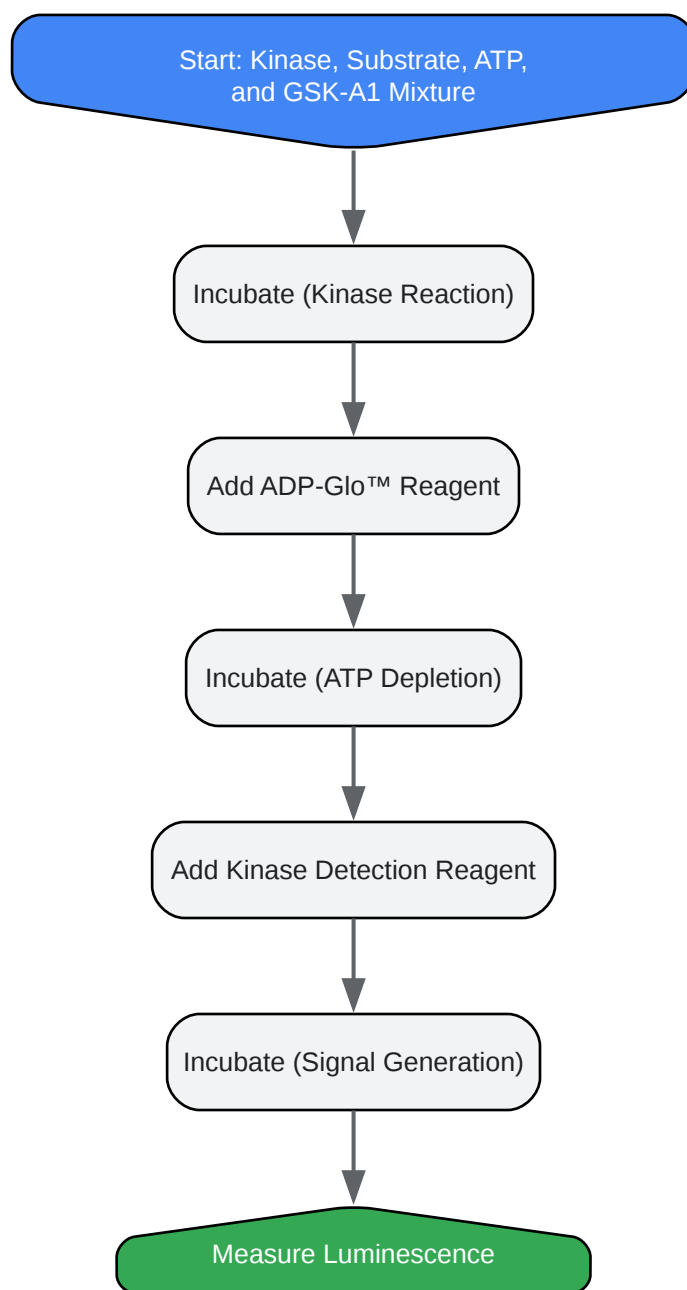 Start: Kinase, Substrate, ATP,
and GSK-A1 Mixture
Incubate (Kinase Reaction)
Add ADP-Glo™ Reagent
Incubate (ATP Depletion)
Add Kinase Detection Reagent
Incubate (Signal Generation)
Measure Luminescence